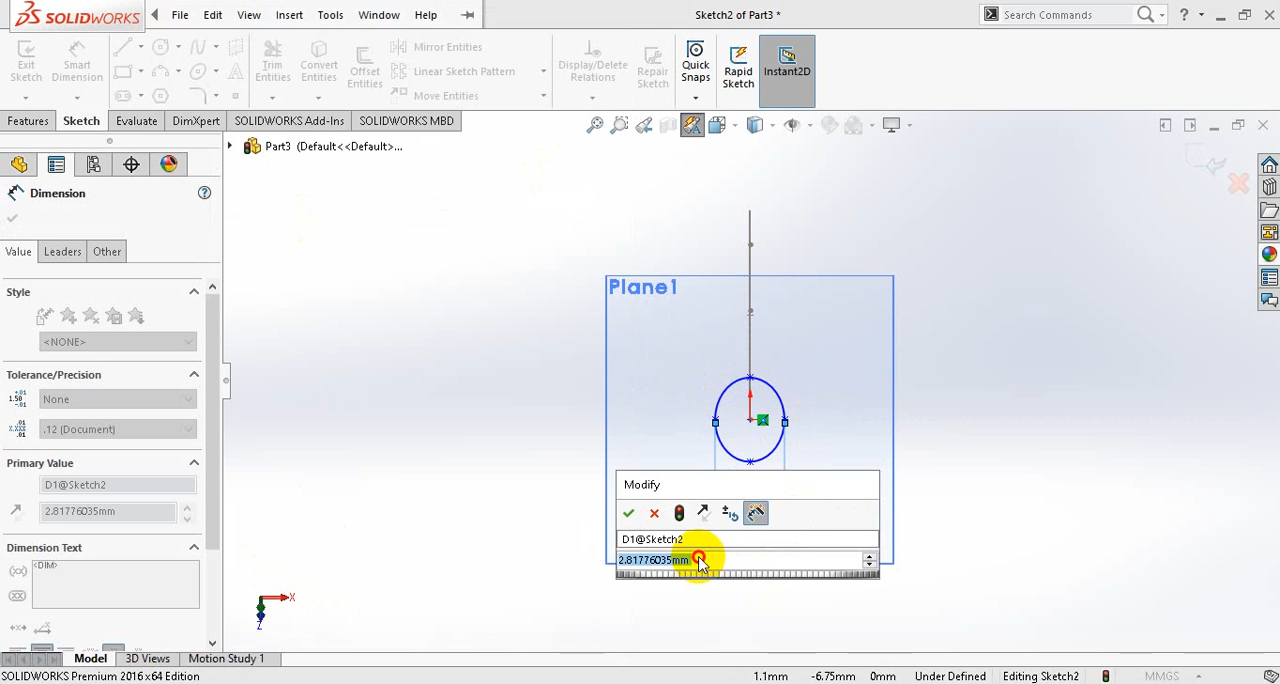 SOLIDWORKS
File Edit View Insert Tools Window Help
Sketch2 of Part3 *
Search Commands
?
Exit Sketch
Smart Dimension
Trim Entities
Convert Entities
Offset Entities
Mirror Entities
Linear Sketch Pattern
Move Entities
Display/Delete Relations
Repair Sketch
Quick Snaps
Rapid Sketch
Instant2D
Features Sketch Evaluate DimXpert SOLIDWORKS Add-Ins SOLIDWORKS MBD
Part3 (Default<<Default>...
Dimension
Value Leaders Other
Style
<NONE>
Tolerance/Precision
None
.12 (Document)
Primary Value
D1@Sketch2
2.81776035mm
Dimension Text
<DIM>
Plane1
Modify
D1@Sketch2
2.81776035mm
X
Z
Model 3D Views Motion Study 1
SOLIDWORKS Premium 2016 x64 Edition
1.1mm -6.75mm 0mm Under Defined Editing Sketch2 MMGS